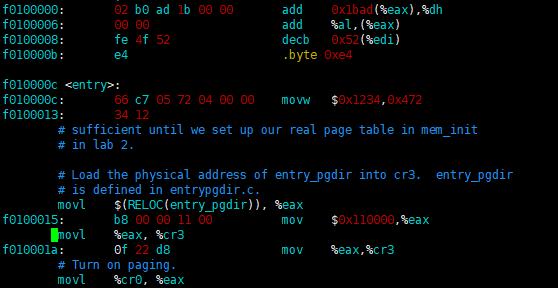 f0100000:	02 b0 ad 1b 00 00	add    0x1bad(%eax),%dh
f0100006:	00 00	add    %al,(%eax)
f0100008:	fe 4f 52	decb   0x52(%edi)
f010000b:	e4	.byte 0xe4
f010000c <entry>:
f010000c:	66 c7 05 72 04 00 00	movw   $0x1234,0x472
f0100013:	34 12
# sufficient until we set up our real page table in mem_init
# in lab 2.
# Load the physical address of entry_pgdir into cr3.  entry_pgdir
# is defined in entrypgdir.c.
movl    $(RELOC(entry_pgdir)), %eax
f0100015:	b8 00 00 11 00	mov    $0x110000,%eax
movl    %eax, %cr3
f010001a:	0f 22 d8	mov    %eax,%cr3
# Turn on paging.
movl    %cr0, %eax